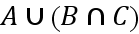 A ∪ (B ∩ C)